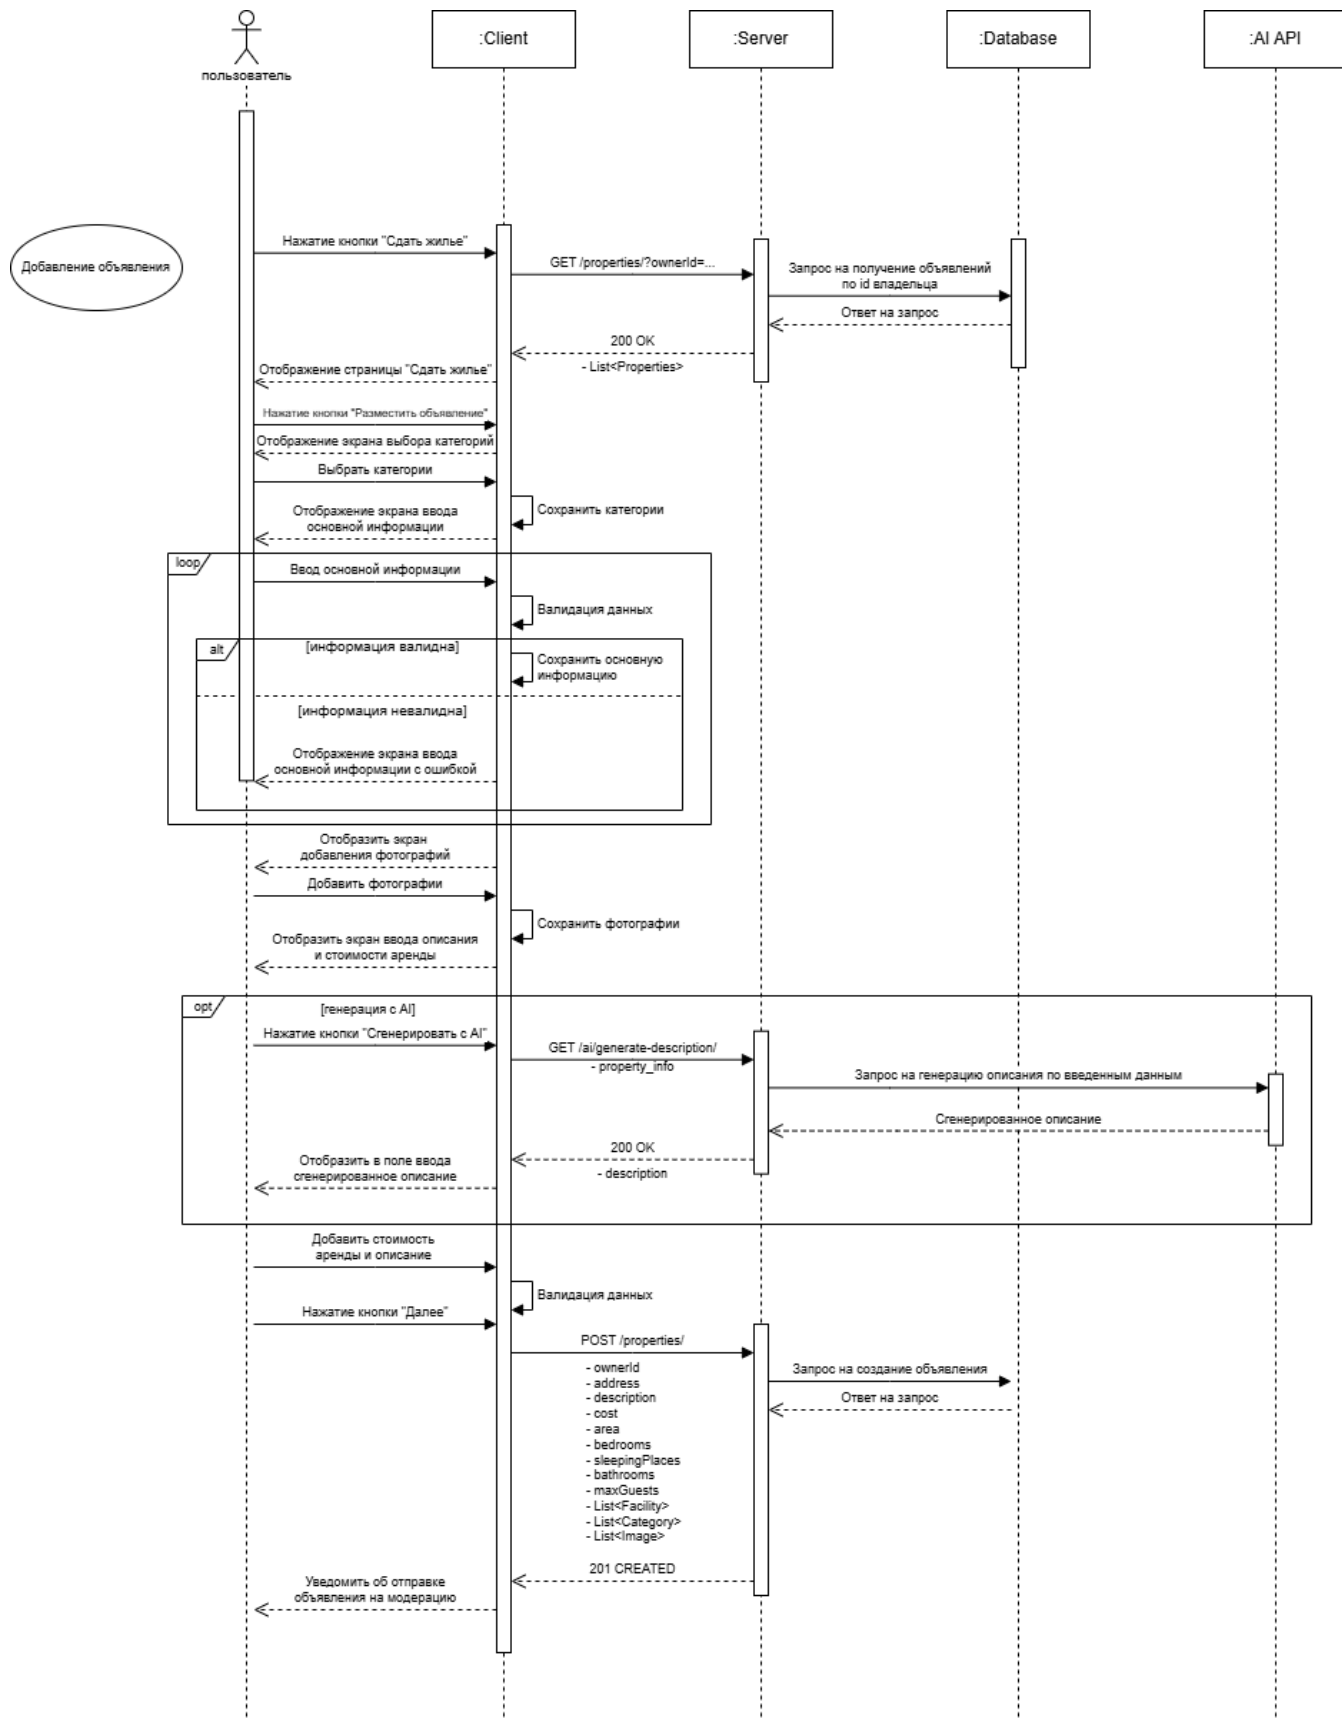 :Client
:Server
:Database
:AI API
пользователь
Добавление объявления
Нажатие кнопки "Сдать жилье"
GET /properties/?ownerId=...
Запрос на получение объявлений
по id владельца
Ответ на запрос
200 OK
- List<Properties>
Отображение страницы "Сдать жилье"
Нажатие кнопки "Разместить объявление"
Отображение экрана выбора категорий
Выбрать категории
Сохранить категории
Отображение экрана ввода
основной информации
loop
Ввод основной информации
Валидация данных
alt
[информация валидна]
Сохранить основную
информацию
[информация невалидна]
Отображение экрана ввода
основной информации с ошибкой
Отобразить экран
добавления фотографий
Добавить фотографии
Сохранить фотографии
Отобразить экран ввода описания
и стоимости аренды
opt
[генерация с AI]
Нажатие кнопки "Сгенерировать с AI"
GET /ai/generate-description/
- property_info
Запрос на генерацию описания по введенным данным
Сгенерированное описание
200 OK
- description
Отобразить в поле ввода
сгенерированное описание
Добавить стоимость
аренды и описание
Валидация данных
Нажатие кнопки "Далее"
POST /properties/
- ownerId
- address
- description
- cost
- area
- bedrooms
- sleepingPlaces
- bathrooms
- maxGuests
- List<Facility>
- List<Category>
- List<Image>
Запрос на создание объявления
Ответ на запрос
201 CREATED
Уведомить об отправке
объявления на модерацию